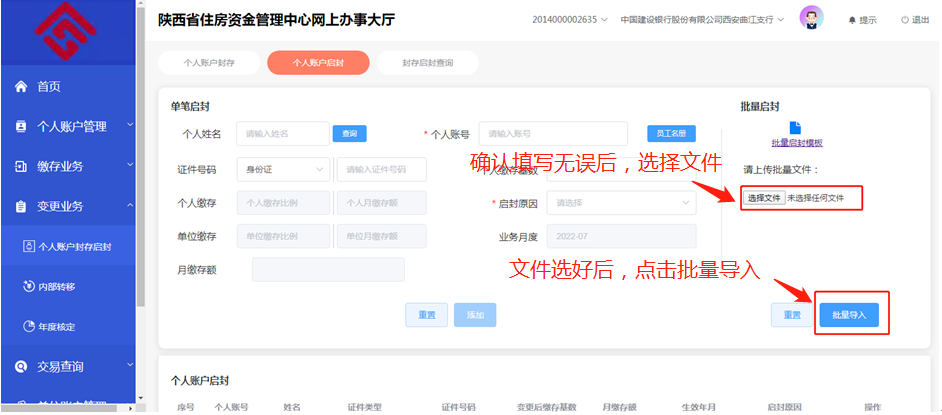 陕西省住房资金管理中心网上办事大厅
2014000002635 中国建设银行股份有限公司西安曲江支行 提示 退出
首页
个人账户管理
缴存业务
变更业务
个人账户封存启封
内部转移
年度核定
交易查询
个人账户封存 个人账户启封 封存启封查询
单笔启封
个人姓名 请输入姓名 查询 * 个人账号 请输入账号 员工名册
证件号码 身份证 请输入证件号码 个人缴存基数
个人缴存 个人缴存比例 个人月缴存额 * 启封原因 请选择
单位缴存 单位缴存比例 单位月缴存额 业务月度 2022-07
月缴存额
重置 添加
批量启封
批量启封模板
请上传批量文件：
选择文件 未选择任何文件
重置 批量导入
确认填写无误后，选择文件
文件选好后，点击批量导入
个人账户启封
序号 个人账号 姓名 证件类型 证件号码 变更后缴存基数 月缴存额 生效年月 启封原因 操作